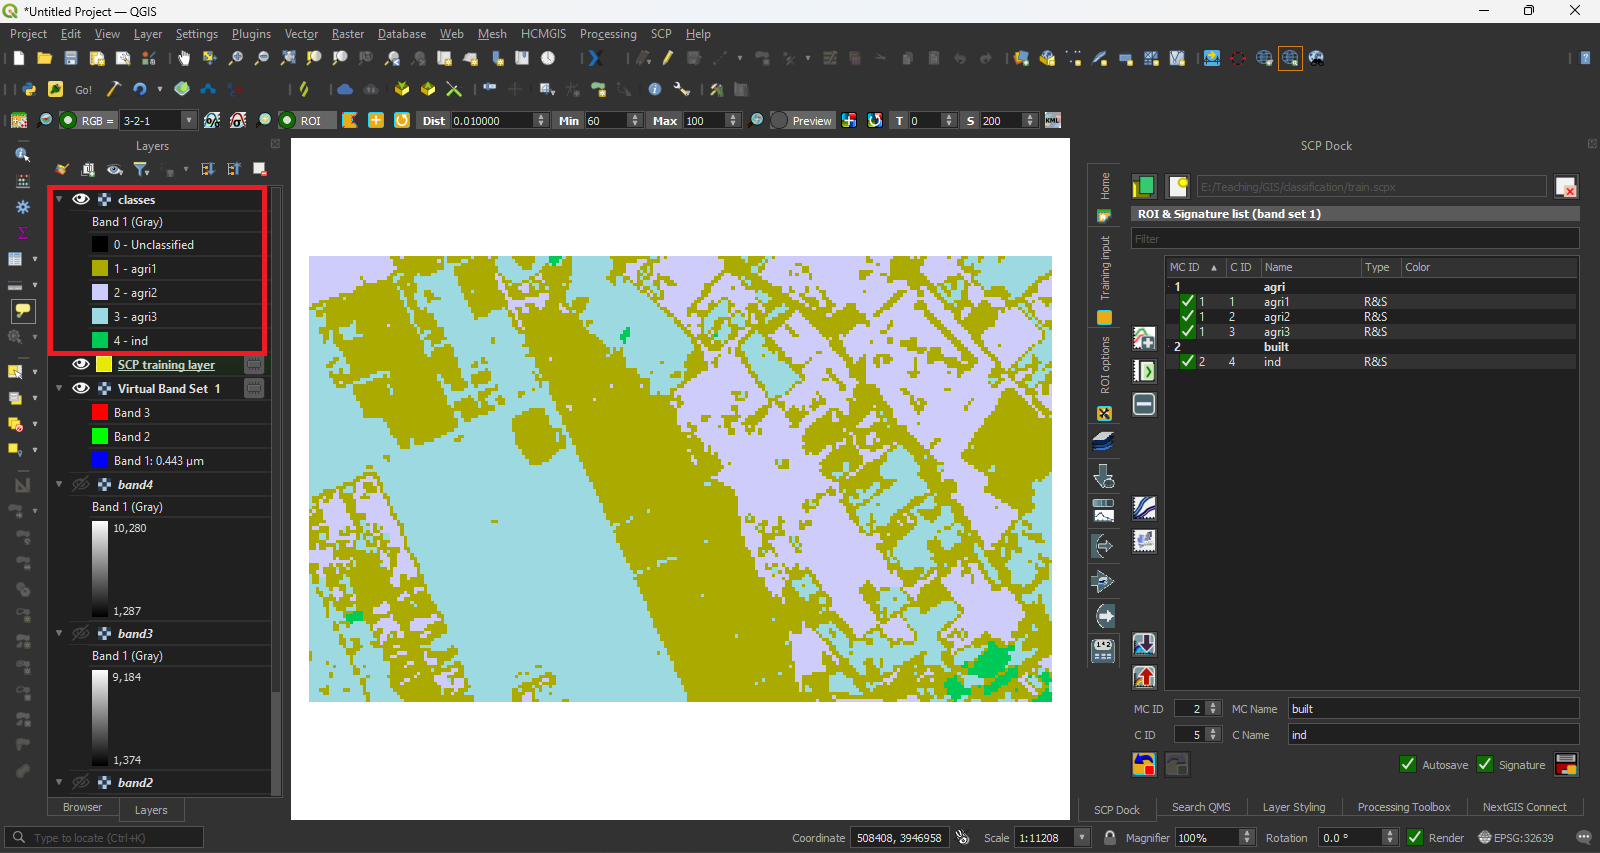 *Untitled Project — QGIS
Project Edit View Layer Settings Plugins Vector Raster Database Web Mesh HCMGIS Processing SCP Help
Go!
RGB = 3-2-1 ROI Dist 0.010000 Min 60 Max 100 Preview T 0 S 200 KML
Layers
classes
Band 1 (Gray)
0 - Unclassified
1 - agri1
2 - agri2
3 - agri3
4 - ind
SCP training layer
Virtual Band Set 1
Band 3
Band 2
Band 1: 0.443 µm
band4
Band 1 (Gray)
10,280
1,287
band3
Band 1 (Gray)
9,184
1,374
band2
Browser Layers
SCP Dock
E:/Teaching/GIS/classification/train.scpx
ROI & Signature list (band set 1)
Filter
Home
Training input
ROI options
MC ID C ID Name Type Color
1 agri
1 1 agri1 R&S
1 2 agri2 R&S
1 3 agri3 R&S
2 built
2 4 ind R&S
MC ID 2 MC Name built
C ID 5 C Name ind
Autosave Signature
SCP Dock Search QMS Layer Styling Processing Toolbox NextGIS Connect
Type to locate (Ctrl+K) Coordinate 508408, 3946958 Scale 1:11208 Magnifier 100% Rotation 0.0 ° Render EPSG:32639